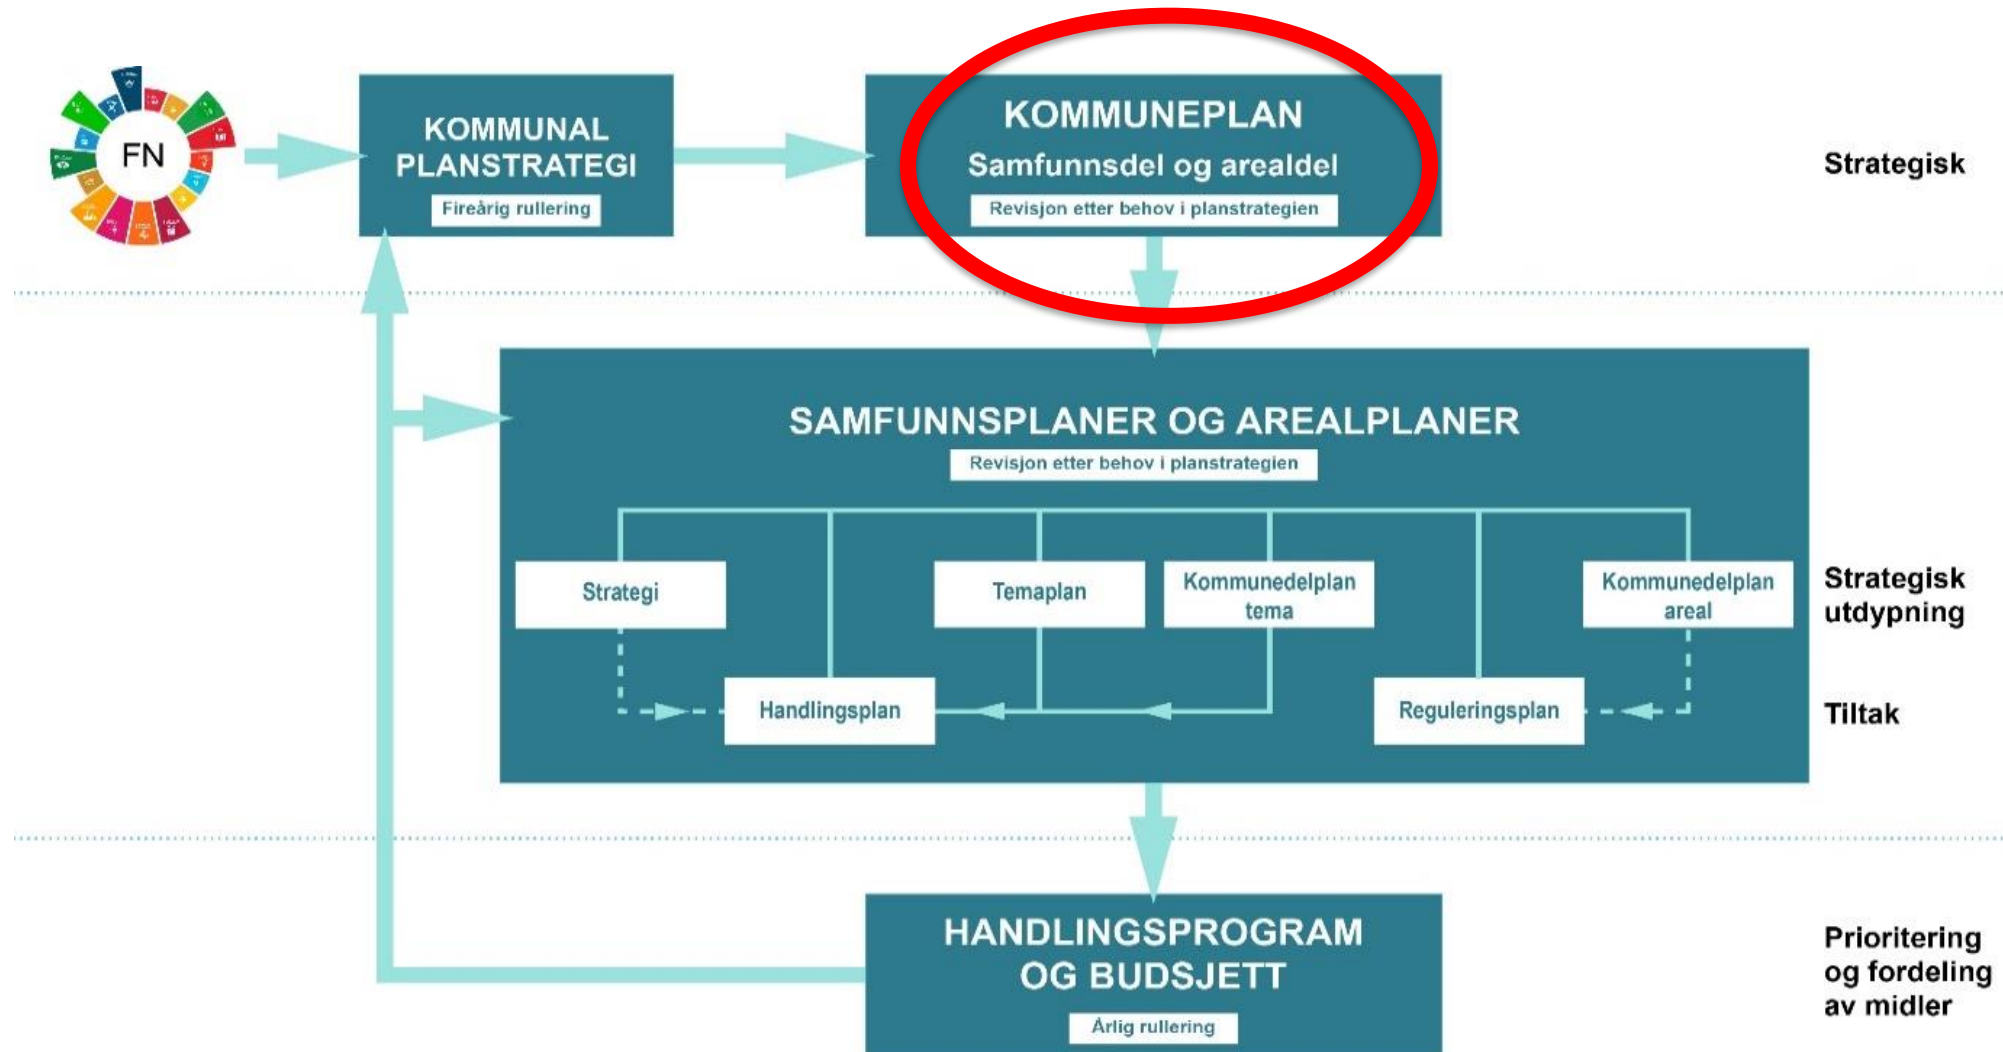 FN
KOMMUNAL
PLANSTRATEGI
Fireårig rullering
KOMMUNEPLAN
Samfunnsdel og arealdel
Revisjon etter behov i planstrategien
Strategisk
SAMFUNNSPLANER OG AREALPLANER
Revisjon etter behov i planstrategien
Strategi
Temaplan
Kommunedelplan
tema
Kommunedelplan
areal
Strategisk
utdypning
Handlingsplan
Reguleringsplan
Tiltak
HANDLINGSPROGRAM
OG BUDSJETT
Årlig rullering
Prioritering
og fordeling
av midler